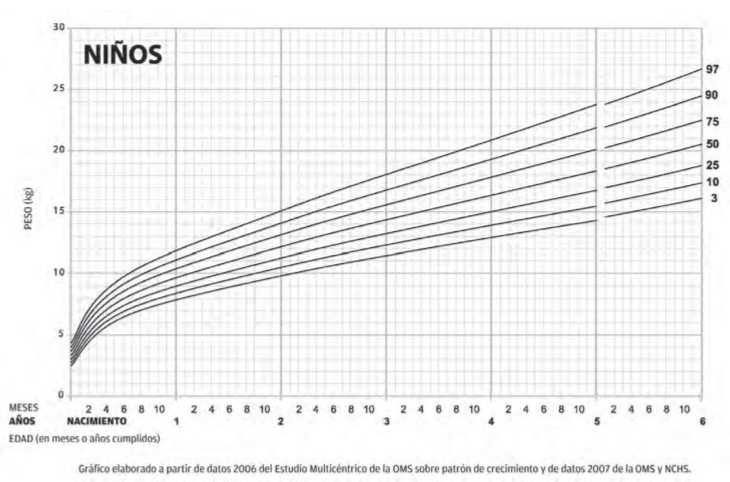 NIÑOS
30
25
20
15
10
5
0
PESO (kg)
97
90
75
50
25
10
3
MESES 2 4 6 8 10 2 4 6 8 10 2 4 6 8 10 2 4 6 8 10 2 4 6 8 10 2 4 6 8 10
AÑOS NACIMIENTO 1 2 3 4 5 6
EDAD (en meses o años cumplidos)
Gráfico elaborado a partir de datos 2006 del Estudio Multicéntrico de la OMS sobre patrón de crecimiento y de datos 2007 de la OMS y NCHS.